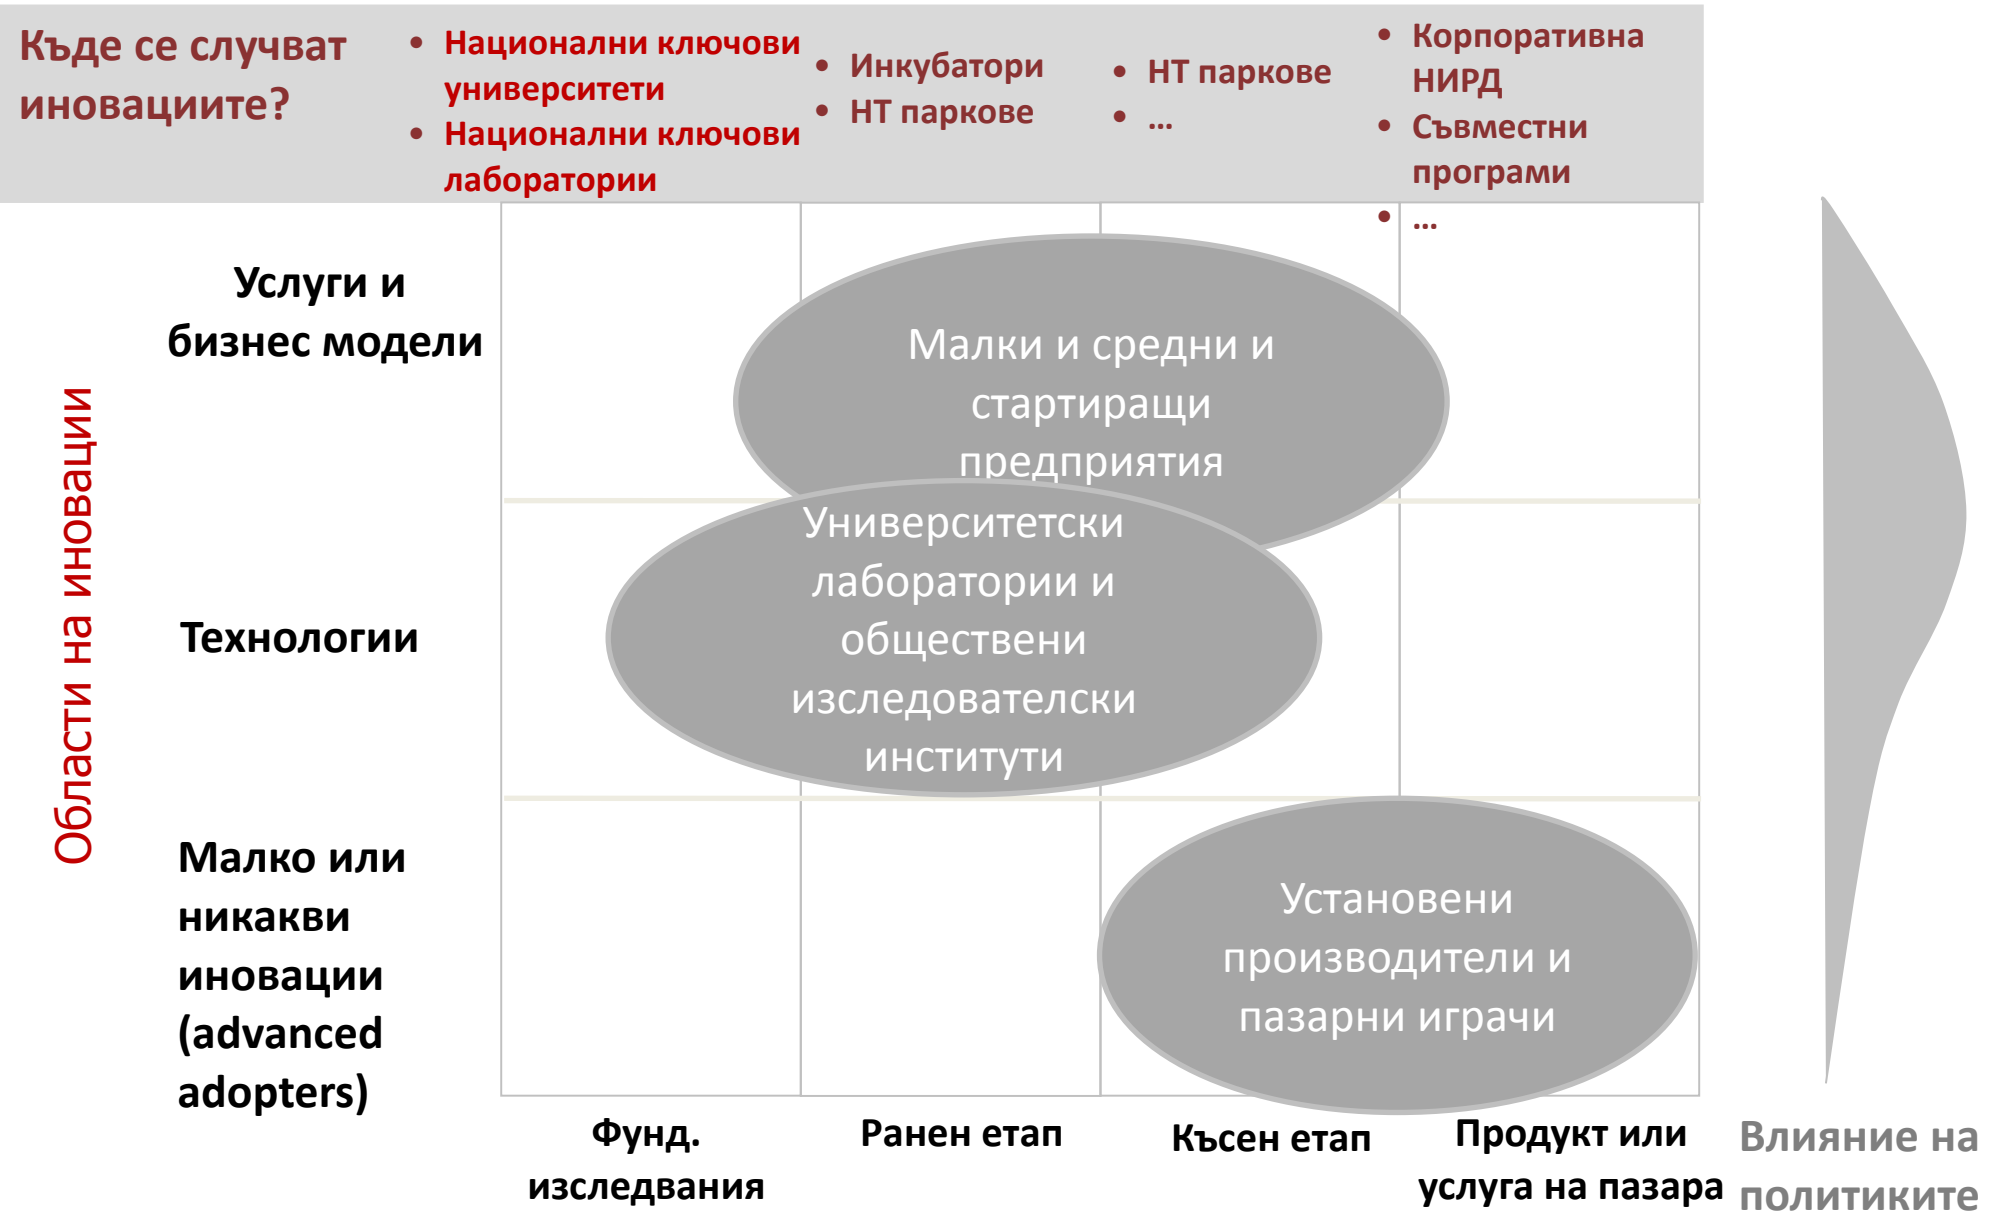 Къде се случват
иновациите?
• Национални ключови
университети
• Национални ключови
лаборатории
• Инкубатори
• НТ паркове
• НТ паркове
• ...
• Корпоративна
НИРД
• Съвместни
програми
• ...
Области на иновации
Услуги и
бизнес модели
Малки и средни и
стартиращи
предприятия
Технологии
Университетски
лаборатории и
обществени
изследователски
институти
Малко или
никакви
иновации
(advanced
adopters)
Установени
производители и
пазарни играчи
Фунд.
изследвания
Ранен етап
Късен етап
Продукт или
услуга на пазара
Влияние на
политиките